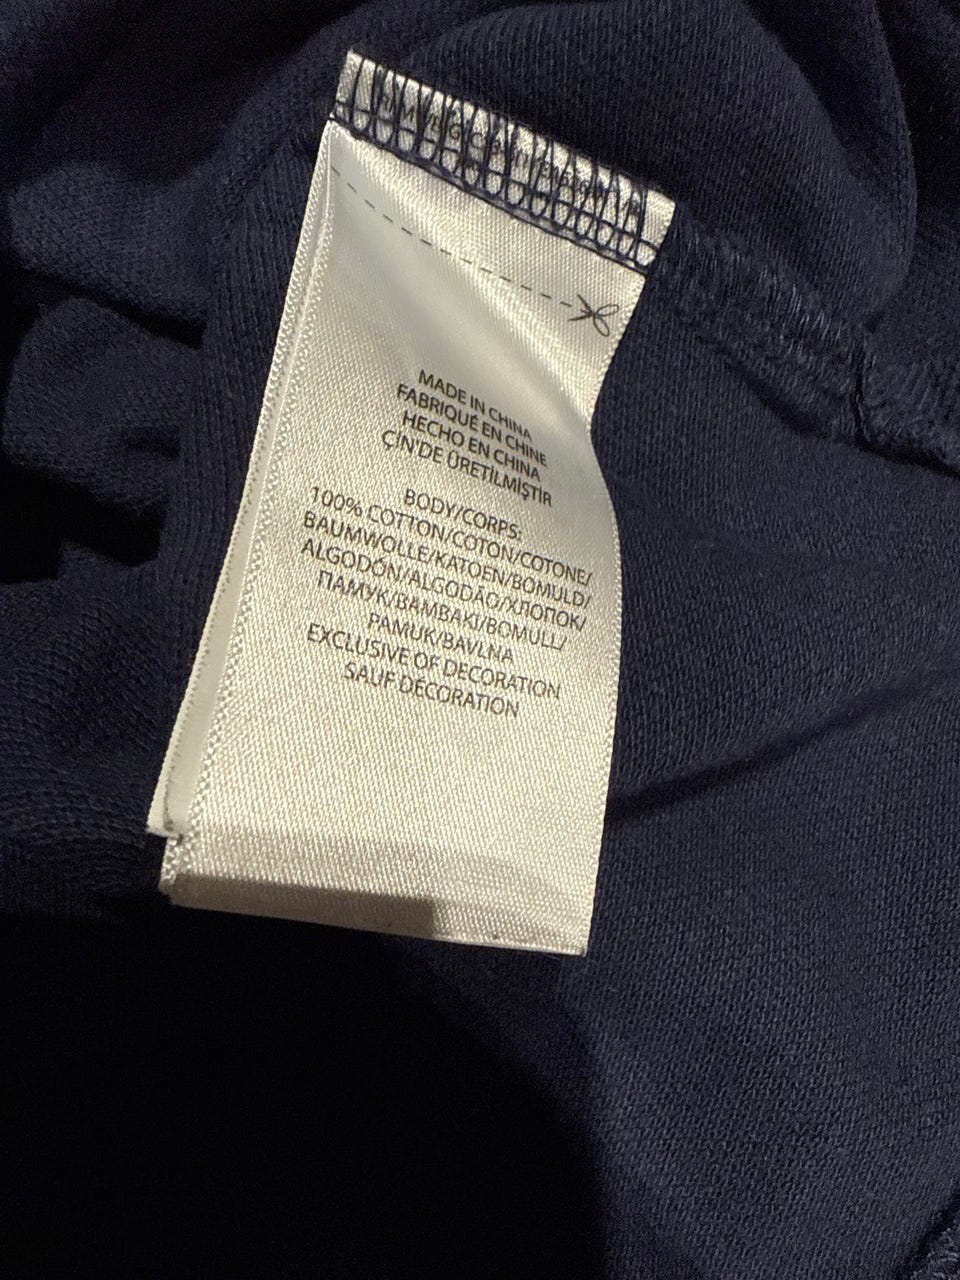 MADE IN CHINA
FABRIQUÉ EN CHINE
HECHO EN CHINA
ÇİN'DE ÜRETİLMİŞTİR
BODY/CORPS:
100% COTTON/COTON/COTONE/
BAUMWOLLE/KATOEN/BOMULD/
ALGODÓN/ALGODÃO/ХЛОПОК/
ПАМУК/ΒΑΜΒΑΚΙ/BOMULL/
PAMUK/BAVLNA
EXCLUSIVE OF DECORATION
SAUF DÉCORATION